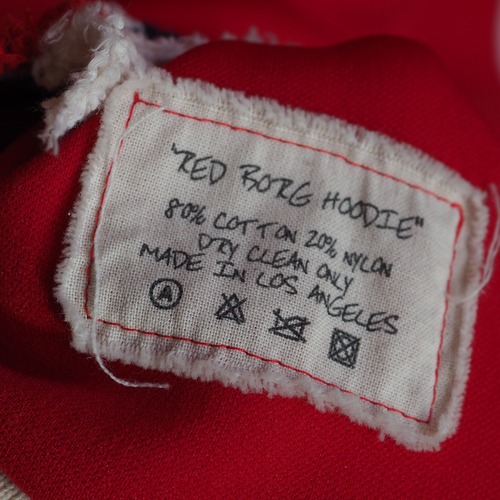 "RED BORG HOODIE"
80% COTTON 20% NYLON
DRY CLEAN ONLY
MADE IN LOS ANGELES
A